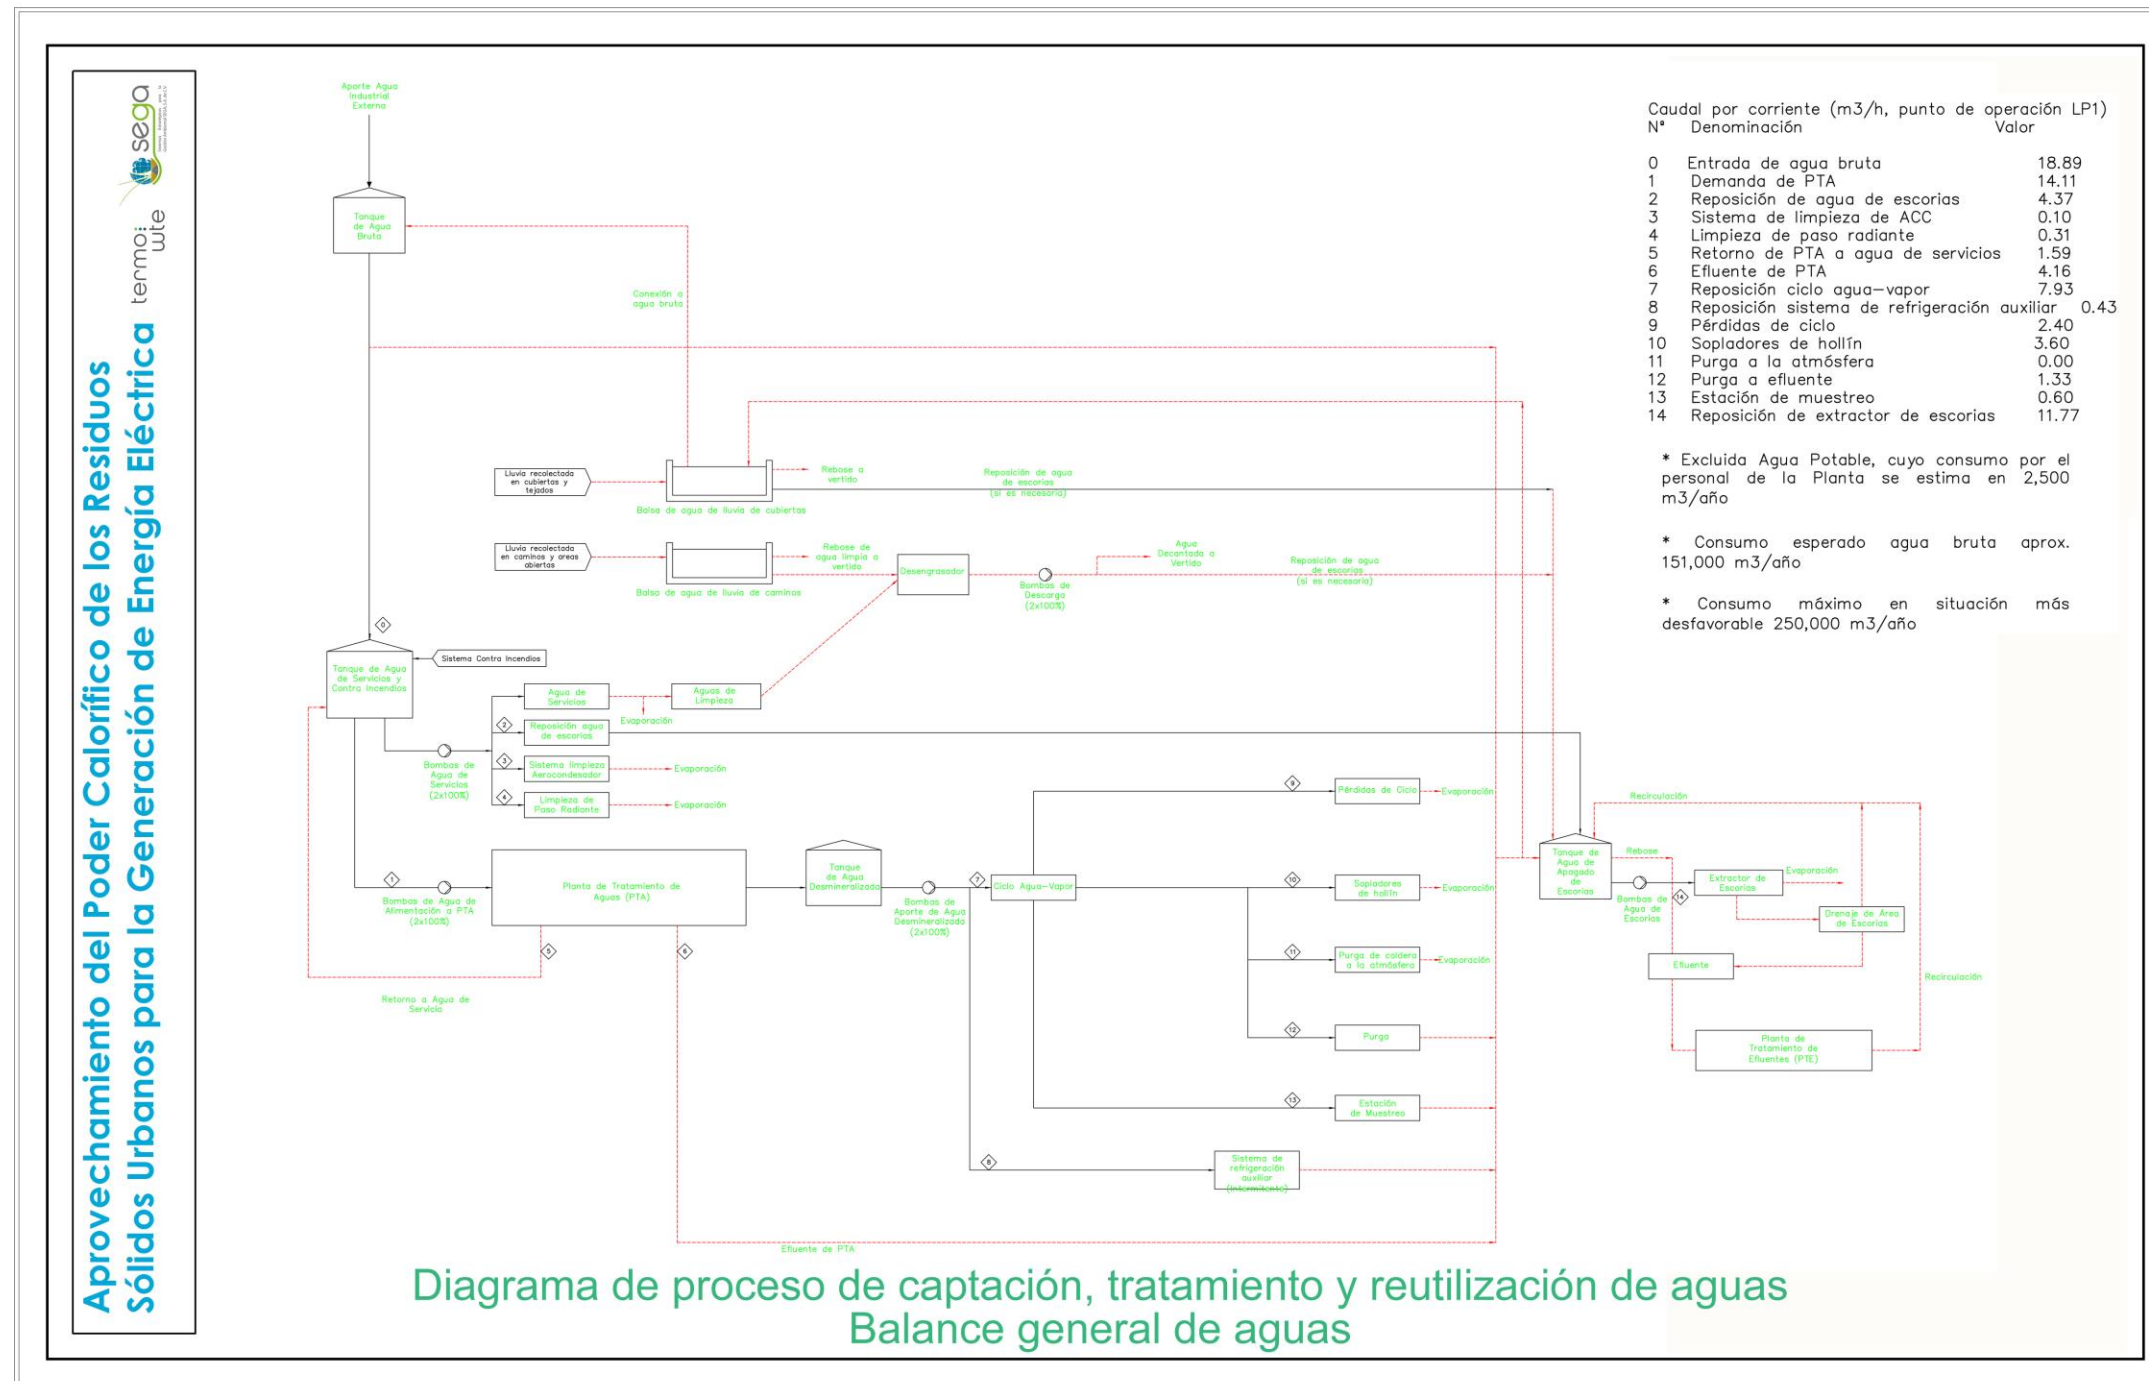 Aprovechamiento del Poder Calorífico de los Residuos
Sólidos Urbanos para la Generación de Energía Eléctrica
termo:
wte
sega
Aporte Agua
Industrial
Externa
Tanque
de Agua
Bruta
Conexión a
agua bruta
Lluvia recolectada
en cubiertas y
tejados
Rebose a
vertido
Reposición de agua
de escorias
(si es necesaria)
Balsa de agua de lluvia de cubiertas
Lluvia recolectada
en caminos y areas
abiertas
Rebose de
agua limpia a
vertido
Balsa de agua de lluvia de caminos
Desengrasador
Bombas de
Descarga
(2x100%)
Agua
Decantada a
Vertido
Reposición de agua
de escorias
(si es necesaria)
0
Tanque de Agua
de Servicios y
Contra Incendios
Sistema Contra Incendios
Agua de
Servicios
Aguas de
Limpieza
Evaporación
2
Reposición agua
de escorias
3
Sistema limpieza
Aerocondesador
Evaporación
4
Limpieza de
Paso Radiante
Evaporación
Bombas de
Agua de
Servicios
(2x100%)
1
Bombas de Agua de
Alimentación a PTA
(2x100%)
Planta de Tratamiento de
Aguas (PTA)
5
6
Retorno a Agua de
Servicio
Efluente de PTA
Tanque
de Agua
Desmineralizada
Bombas de
Aporte de Agua
Desmineralizada
(2x100%)
7
Ciclo Agua-Vapor
8
Sistema de
refrigeración
auxiliar
(Intermitente)
9
Pérdidas de Ciclo
Evaporación
10
Sopladores
de hollín
Evaporación
11
Purga de caldera
a la atmósfera
Evaporación
12
Purga
13
Estación
de Muestreo
Recirculación
Tanque de
Agua de
Apagado
de
Escorias
Rebose
Bombas de
Agua de
Escorias
14
Extractor de
Escorias
Evaporación
Drenaje de Área
de Escorias
Efluente
Recirculación
Planta de
Tratamiento de
Efluentes (PTE)
Caudal por corriente (m3/h, punto de operación LP1)
Nº Denominación Valor
0 Entrada de agua bruta 18.89
1 Demanda de PTA 14.11
2 Reposición de agua de escorias 4.37
3 Sistema de limpieza de ACC 0.10
4 Limpieza de paso radiante 0.31
5 Retorno de PTA a agua de servicios 1.59
6 Efluente de PTA 4.16
7 Reposición ciclo agua-vapor 7.93
8 Reposición sistema de refrigeración auxiliar 0.43
9 Pérdidas de ciclo 2.40
10 Sopladores de hollín 3.60
11 Purga a la atmósfera 0.00
12 Purga a efluente 1.33
13 Estación de muestreo 0.60
14 Reposición de extractor de escorias 11.77
* Excluida Agua Potable, cuyo consumo por el
personal de la Planta se estima en 2,500
m3/año
* Consumo esperado agua bruta aprox.
151,000 m3/año
* Consumo máximo en situación más
desfavorable 250,000 m3/año
Diagrama de proceso de captación, tratamiento y reutilización de aguas
Balance general de aguas